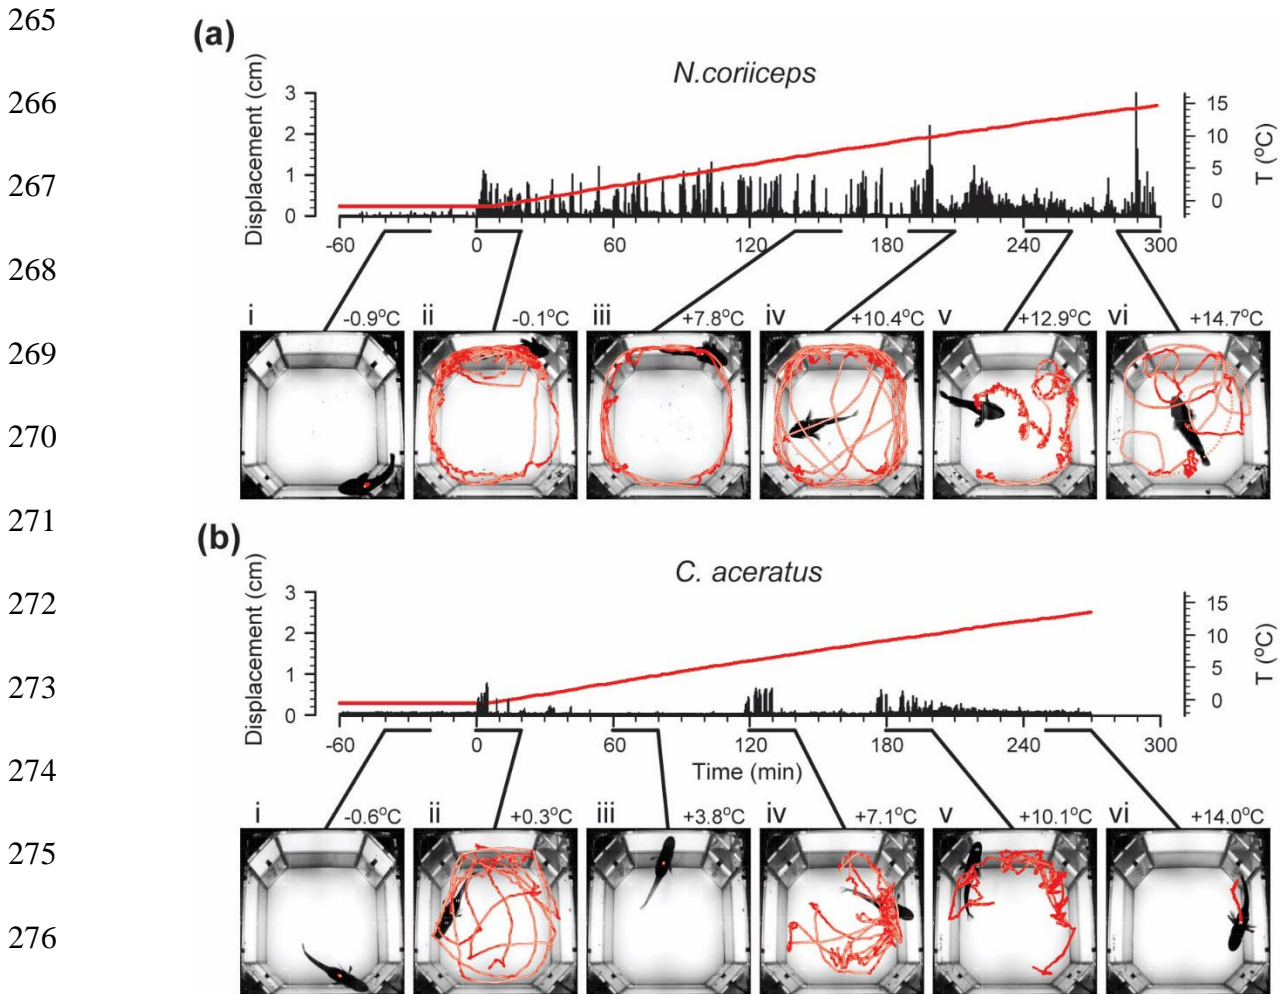 265
(a)
N.coriiceps
266
267
268
Displacement (cm)
3
2
1
0
T (°C)
15
10
5
0
-60 0 60 120 180 240 300
i -0.9°C ii -0.1°C iii +7.8°C iv +10.4°C v +12.9°C vi +14.7°C
269
270
271
(b)
C. aceratus
272
273
274
Displacement (cm)
3
2
1
0
T (°C)
15
10
5
0
-60 0 60 120 180 240 300
Time (min)
i -0.6°C ii +0.3°C iii +3.8°C iv +7.1°C v +10.1°C vi +14.0°C
275
276